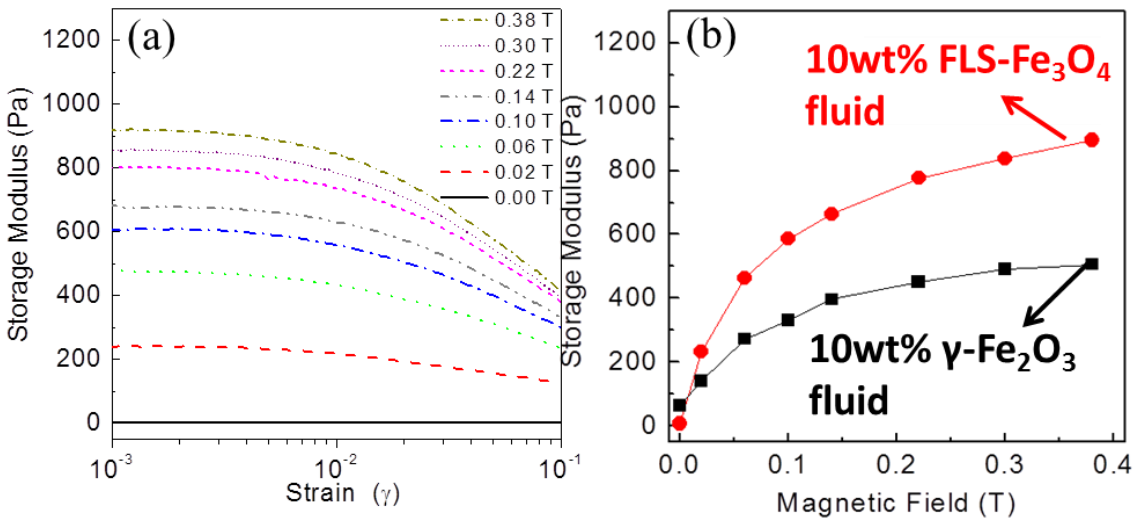 (a)
0.38 T
0.30 T
0.22 T
0.14 T
0.10 T
0.06 T
0.02 T
0.00 T
Storage Modulus (Pa)
1200
1000
800
600
400
200
0
10⁻³
10⁻²
10⁻¹
Strain (γ)
(b)
10wt% FLS-Fe₃O₄
fluid
10wt% γ-Fe₂O₃
fluid
Storage Modulus (Pa)
1200
1000
800
600
400
200
0
0.0
0.1
0.2
0.3
0.4
Magnetic Field (T)